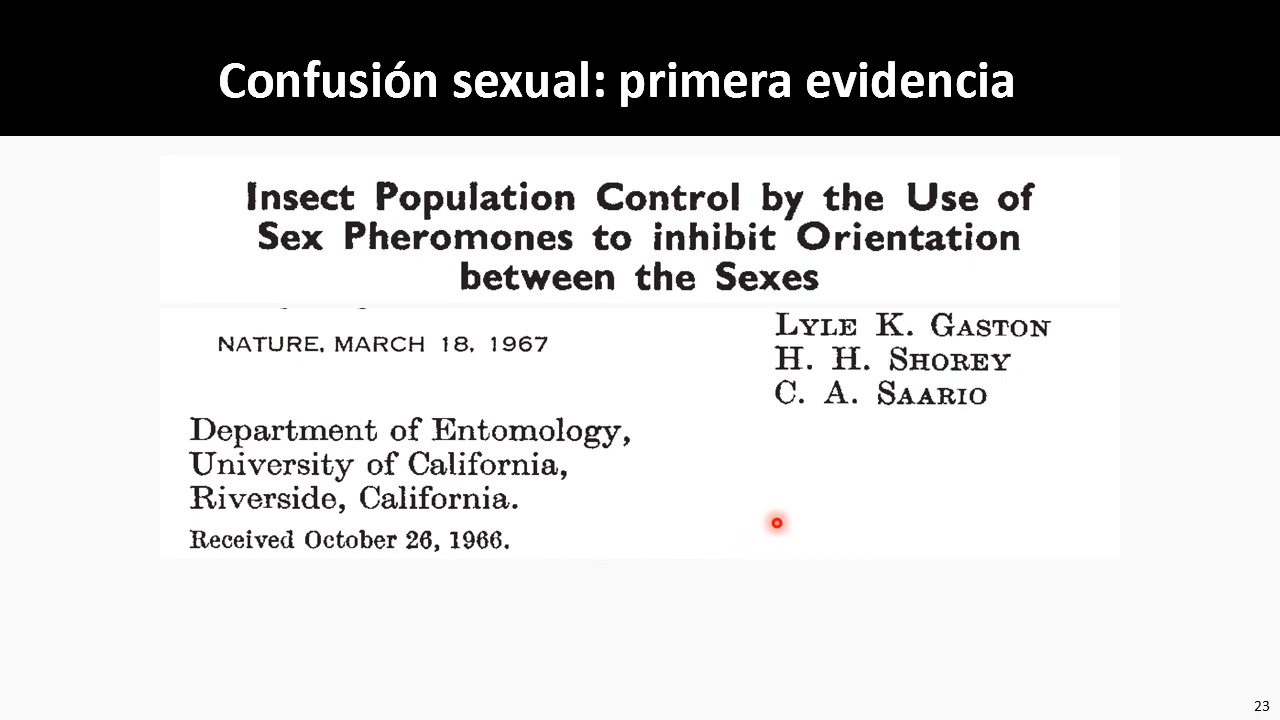 Confusión sexual: primera evidencia
Insect Population Control by the Use of
Sex Pheromones to inhibit Orientation
between the Sexes
NATURE, MARCH 18, 1967
LYLE K. GASTON
H. H. SHOREY
C. A. SAARIO
Department of Entomology,
University of California,
Riverside, California.
Received October 26, 1966.
23